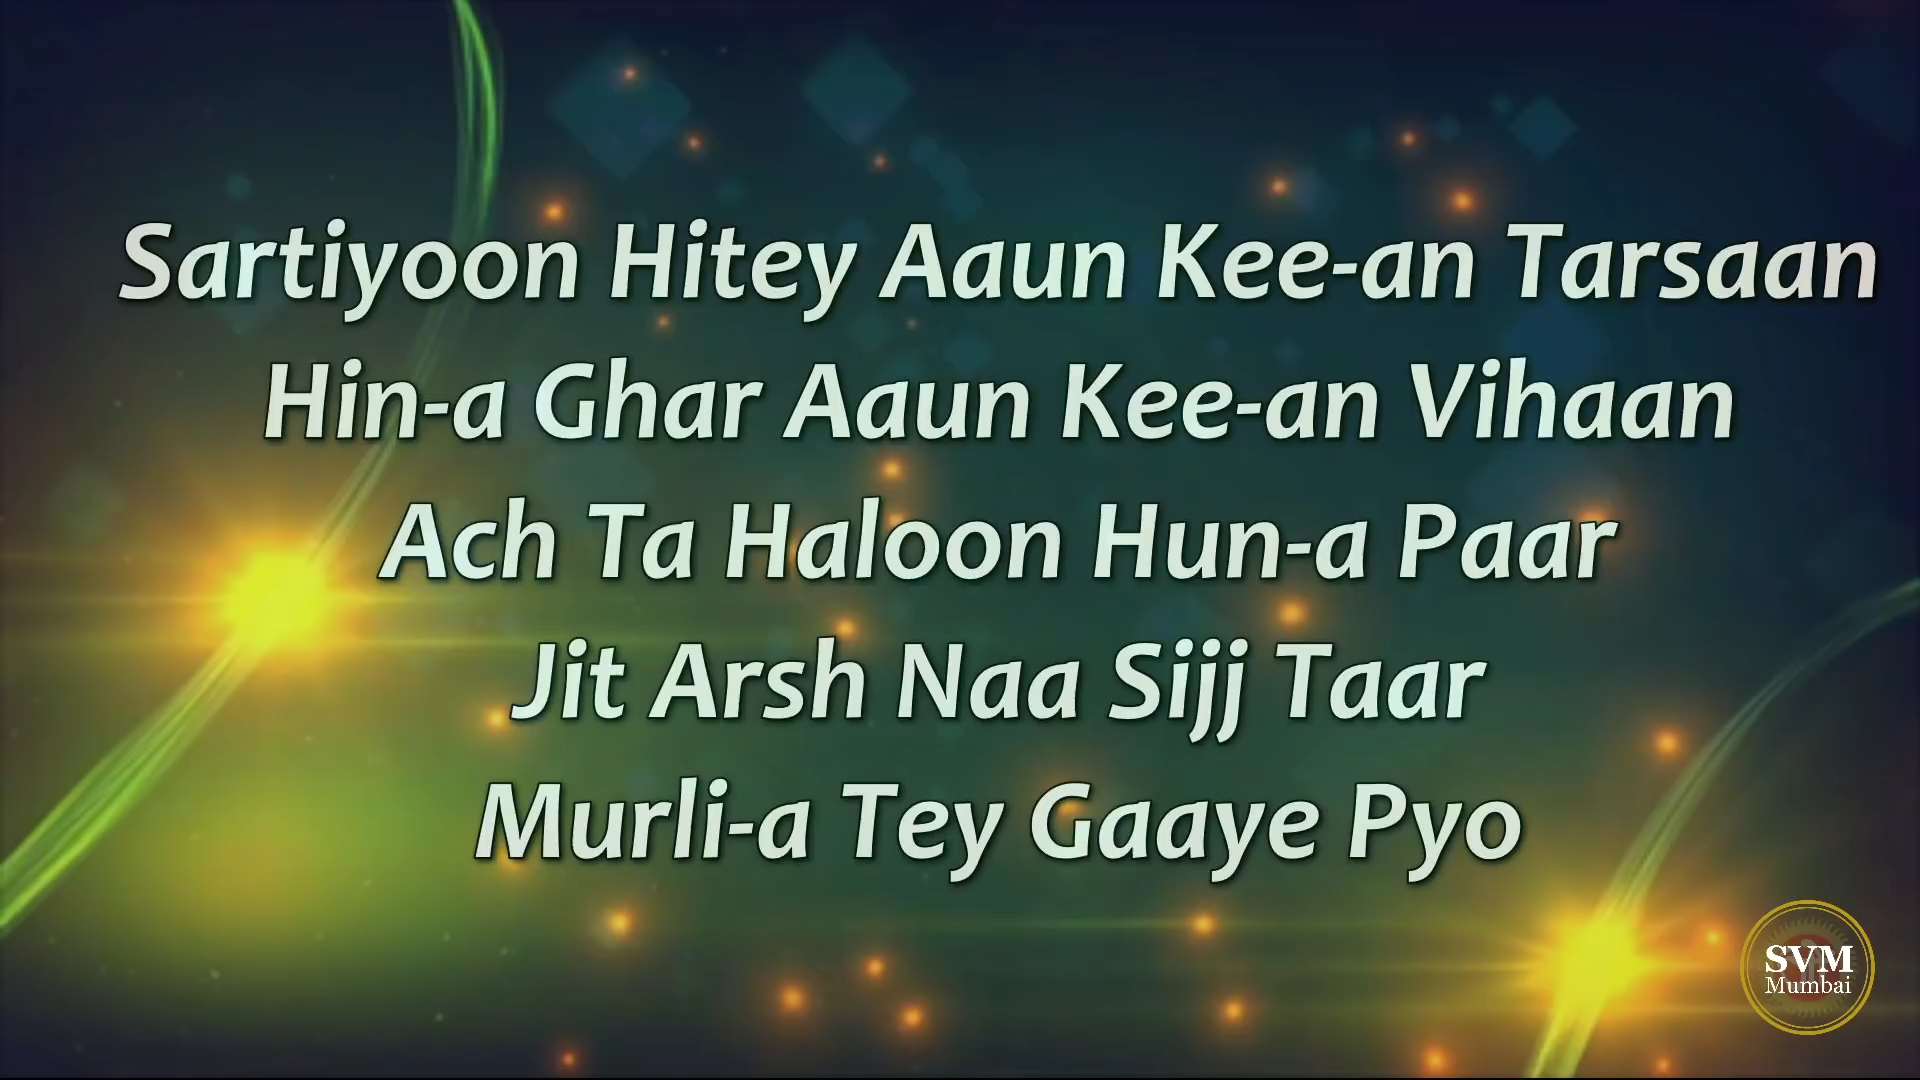 Sartiyoon Hitey Aaun Kee-an Tarsaan
Hin-a Ghar Aaun Kee-an Vihaan
Ach Ta Haloon Hun-a Paar
Jit Arsh Naa Sijj Taar
Murli-a Tey Gaaye Pyo
SVM
Mumbai